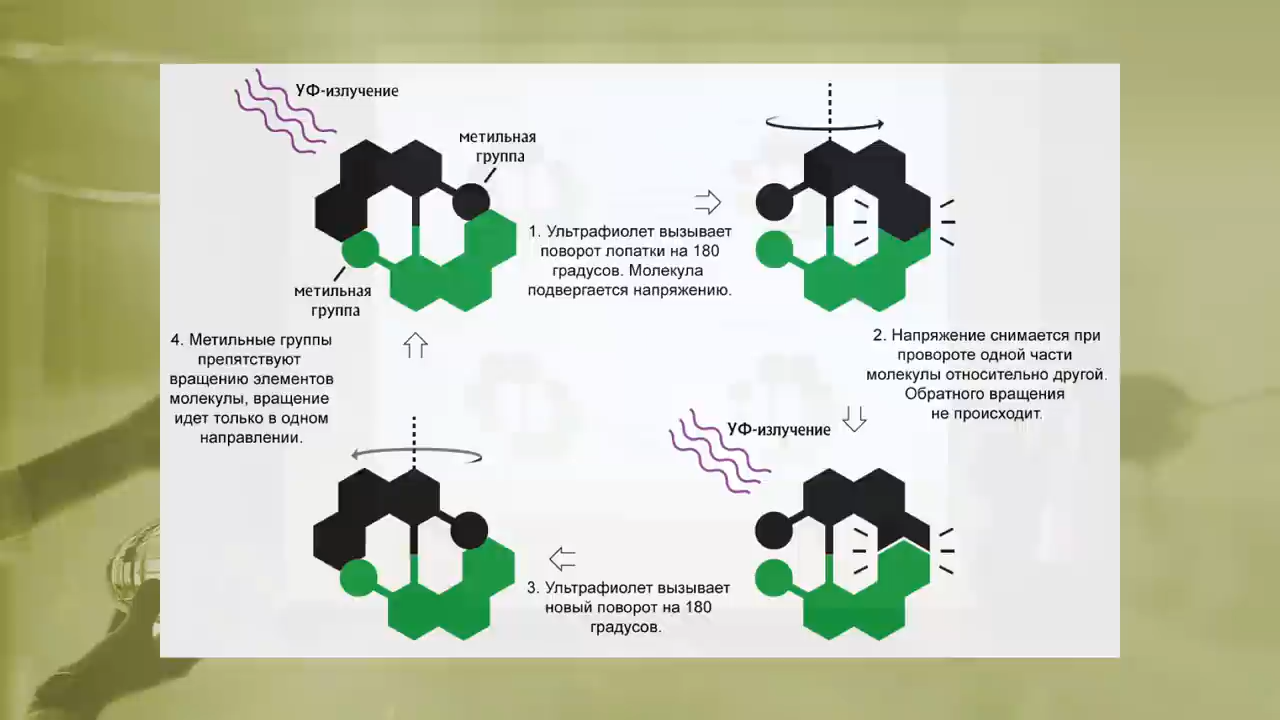 УФ-излучение
метильная
группа
метильная
группа
1. Ультрафиолет вызывает
поворот лопатки на 180
градусов. Молекула
подвергается напряжению.
2. Напряжение снимается при
провороте одной части
молекулы относительно другой.
Обратного вращения
не происходит.
УФ-излучение
3. Ультрафиолет вызывает
новый поворот на 180
градусов.
4. Метильные группы
препятствуют
вращению элементов
молекулы, вращение
идет только в одном
направлении.